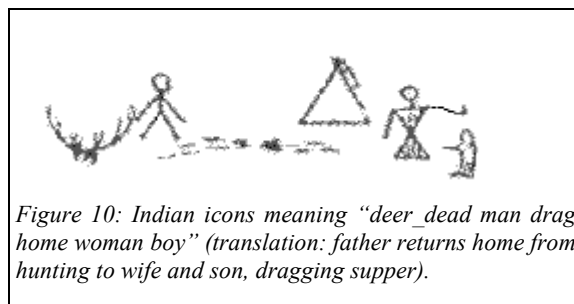 Figure 10: Indian icons meaning “deer_dead man drag
home woman boy” (translation: father returns home from
hunting to wife and son, dragging supper).